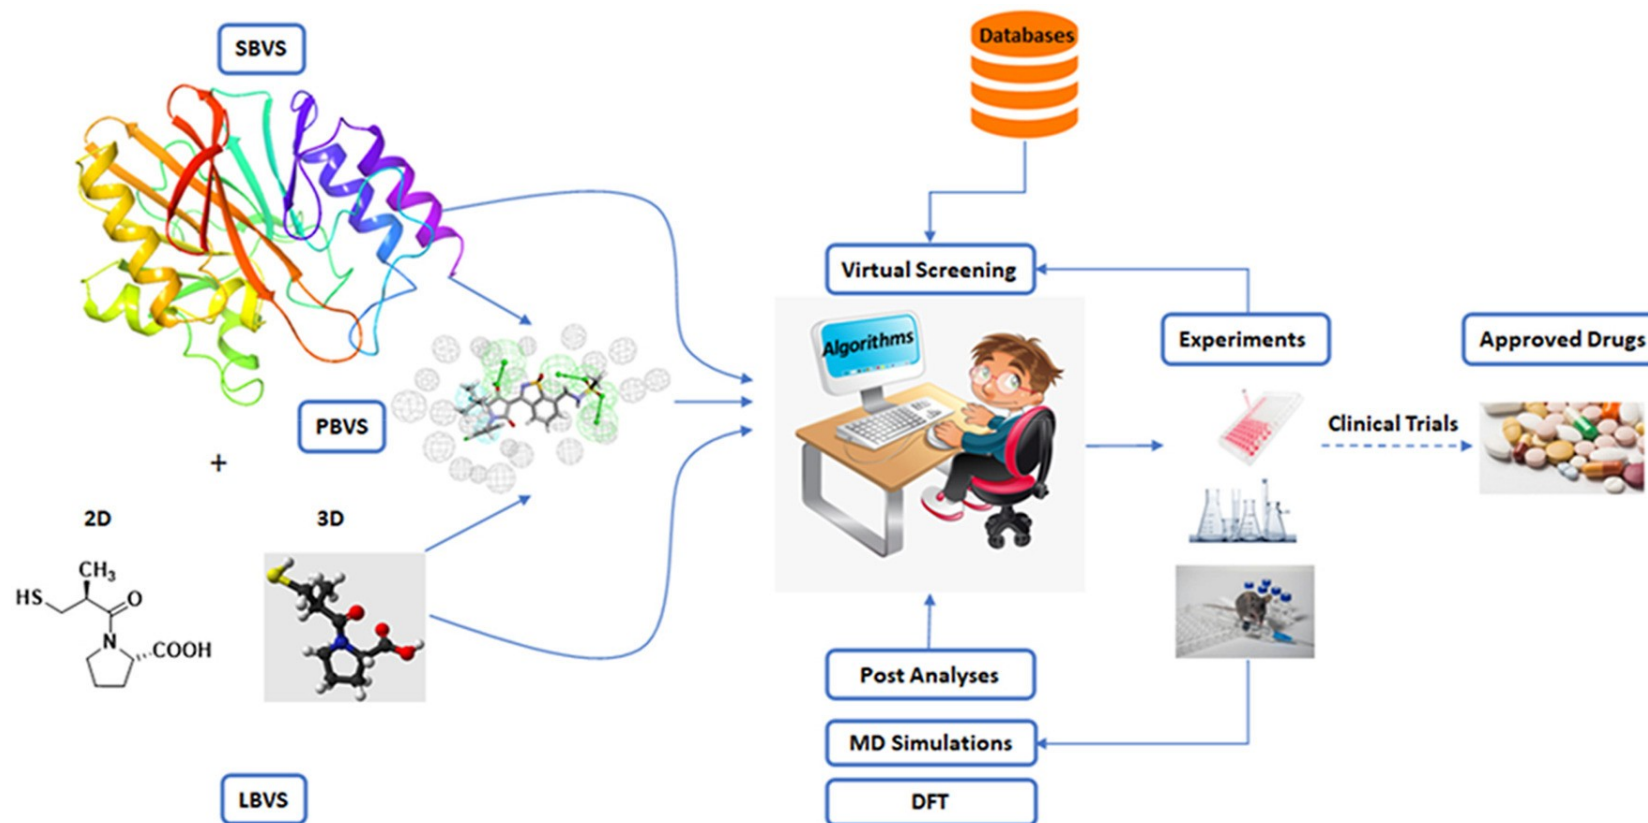 SBVS
Databases
Virtual Screening
Algorithms
Experiments
Approved Drugs
PBVS
Clinical Trials
+
2D
3D
CH3
HS
O
N
COOH
Post Analyses
MD Simulations
LBVS
DFT